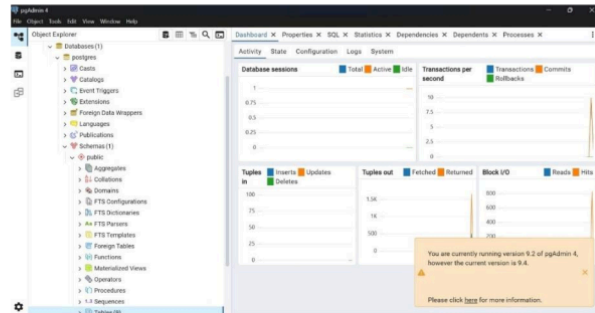 pgAdmin 4
File Object Tools Edit View Window Help
Object Explorer
Dashboard Properties SQL Statistics Dependencies Dependents Processes
Databases (1)
postgres
Casts
Catalogs
Event Triggers
Extensions
Foreign Data Wrappers
Languages
Publications
Schemas (1)
public
Aggregates
Collations
Domains
FTS Configurations
FTS Dictionaries
FTS Parsers
FTS Templates
Foreign Tables
Functions
Materialized Views
Operators
Procedures
Sequences
Activity State Configuration Logs System
Database sessions Total Active Idle
1
0.75
0.5
0.25
0
Transactions per second Transactions Commits Rollbacks
10
7.5
5
2.5
0
Tuples in Inserts Updates Deletes
100
75
50
25
0
Tuples out Fetched Returned
1.5K
1K
500
0
Block I/O Reads Hits
800
600
400
You are currently running version 9.2 of pgAdmin 4,
however the current version is 9.4.
Please click here for more information.